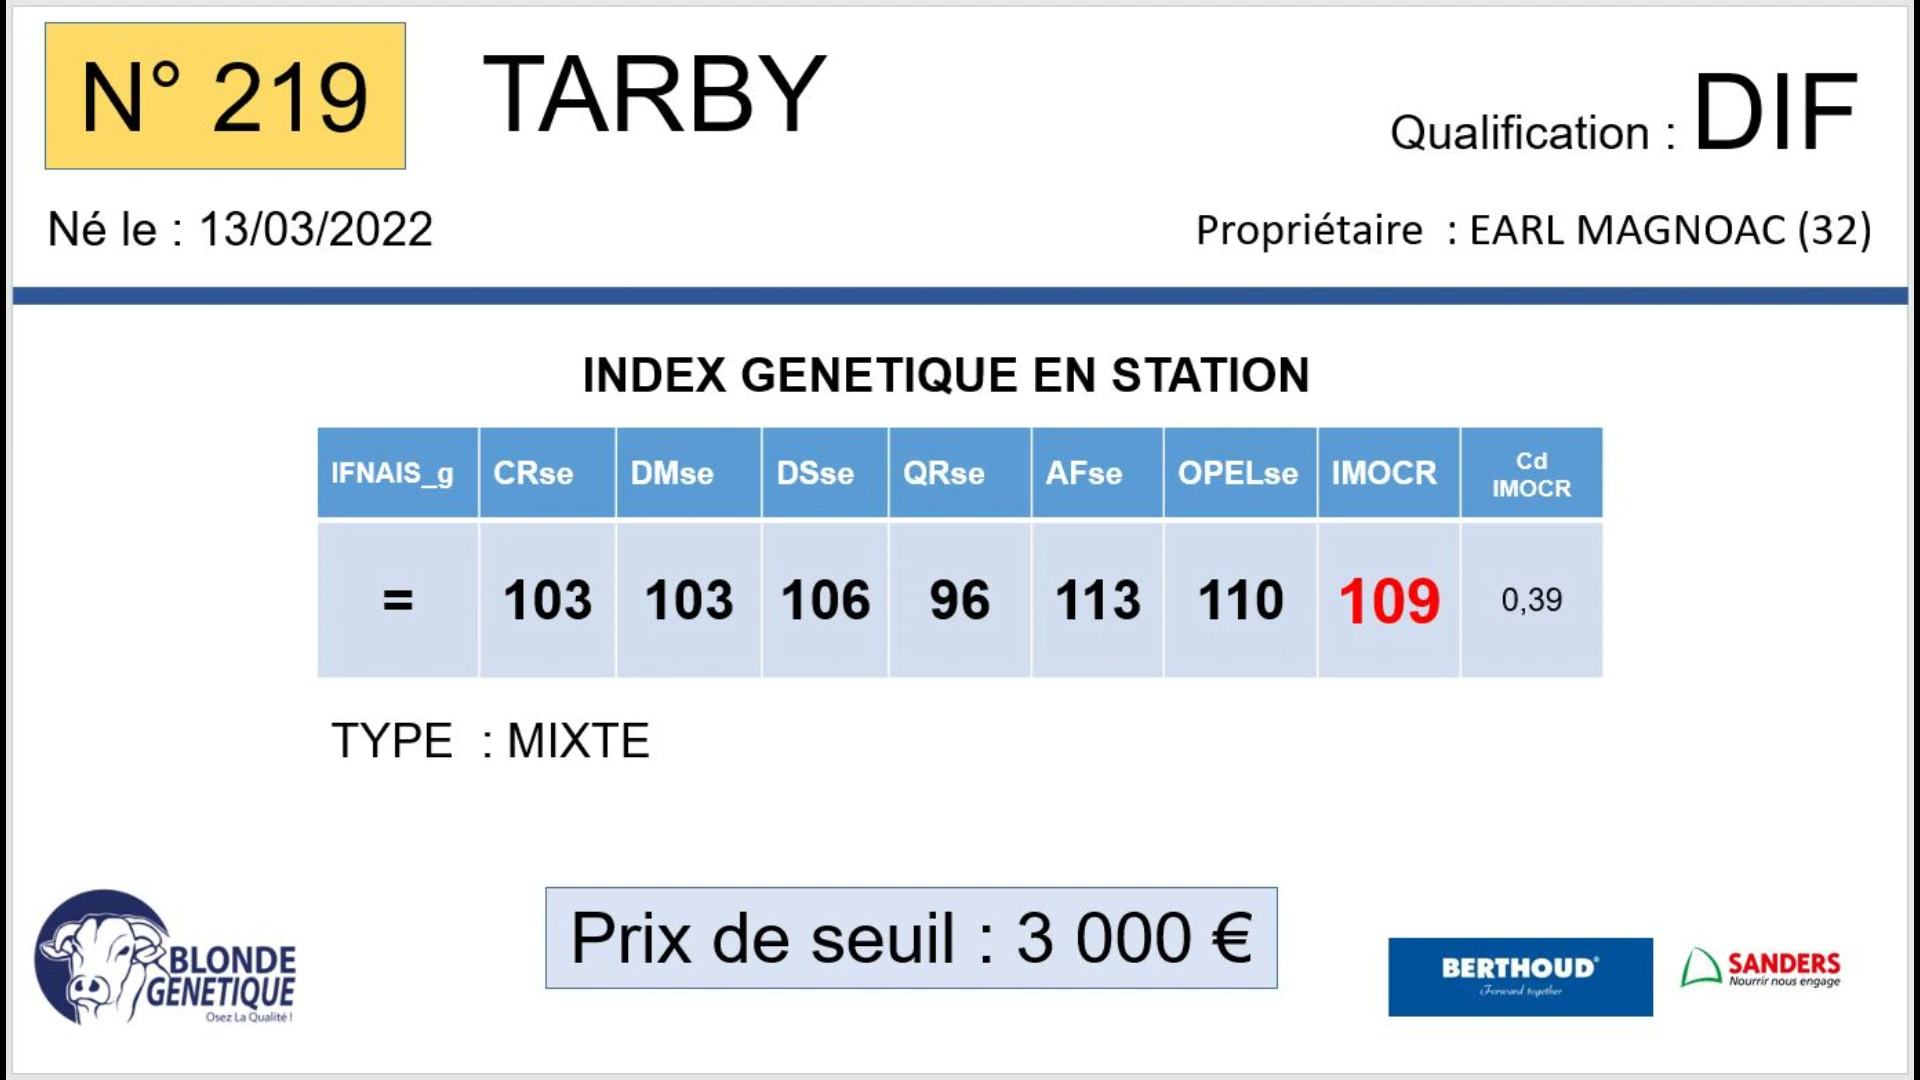 N° 219
TARBY
Qualification : DIF
Né le : 13/03/2022
Propriétaire : EARL MAGNOAC (32)
INDEX GENETIQUE EN STATION
IFNAIS_g CRse DMse DSse QRse AFse OPELse IMOCR Cd IMOCR
= 103 103 106 96 113 110 109 0,39
TYPE : MIXTE
Prix de seuil : 3 000 €
BLONDE
GENETIQUE
Osez La Qualité !
BERTHOUD®
Forward together
SANDERS
Nourrir nous engage